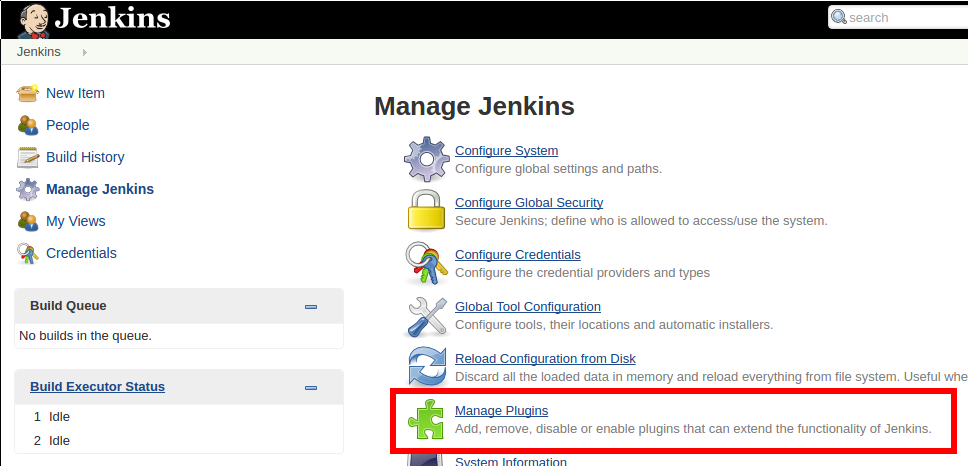 Jenkins
search
Jenkins
New Item
People
Build History
Manage Jenkins
My Views
Credentials
Build Queue
No builds in the queue.
Build Executor Status
1 Idle
2 Idle
Manage Jenkins
Configure System
Configure global settings and paths.
Configure Global Security
Secure Jenkins; define who is allowed to access/use the system.
Configure Credentials
Configure the credential providers and types
Global Tool Configuration
Configure tools, their locations and automatic installers.
Reload Configuration from Disk
Discard all the loaded data in memory and reload everything from file system. Useful whe
Manage Plugins
Add, remove, disable or enable plugins that can extend the functionality of Jenkins.
System Information